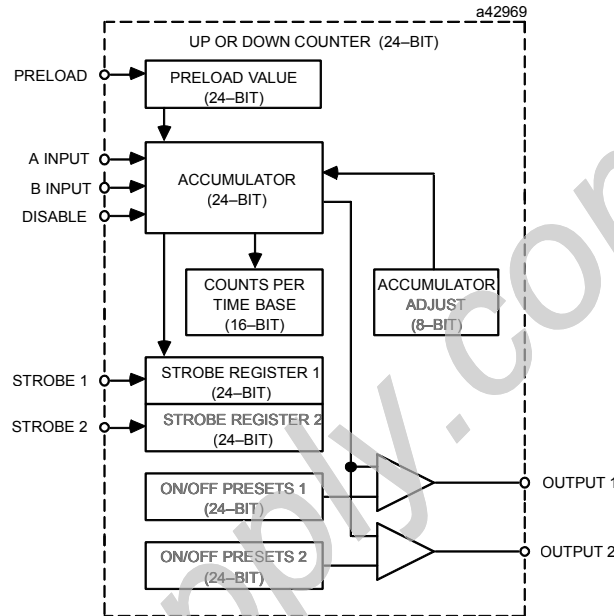 a42969
UP OR DOWN COUNTER (24–BIT)
PRELOAD
PRELOAD VALUE
(24–BIT)
A INPUT
B INPUT
DISABLE
ACCUMULATOR
(24–BIT)
COUNTS PER
TIME BASE
(16–BIT)
ACCUMULATOR
ADJUST
(8–BIT)
STROBE 1
STROBE REGISTER 1
(24–BIT)
STROBE 2
STROBE REGISTER 2
(24–BIT)
ON/OFF PRESETS 1
(24–BIT)
OUTPUT 1
ON/OFF PRESETS 2
(24–BIT)
OUTPUT 2